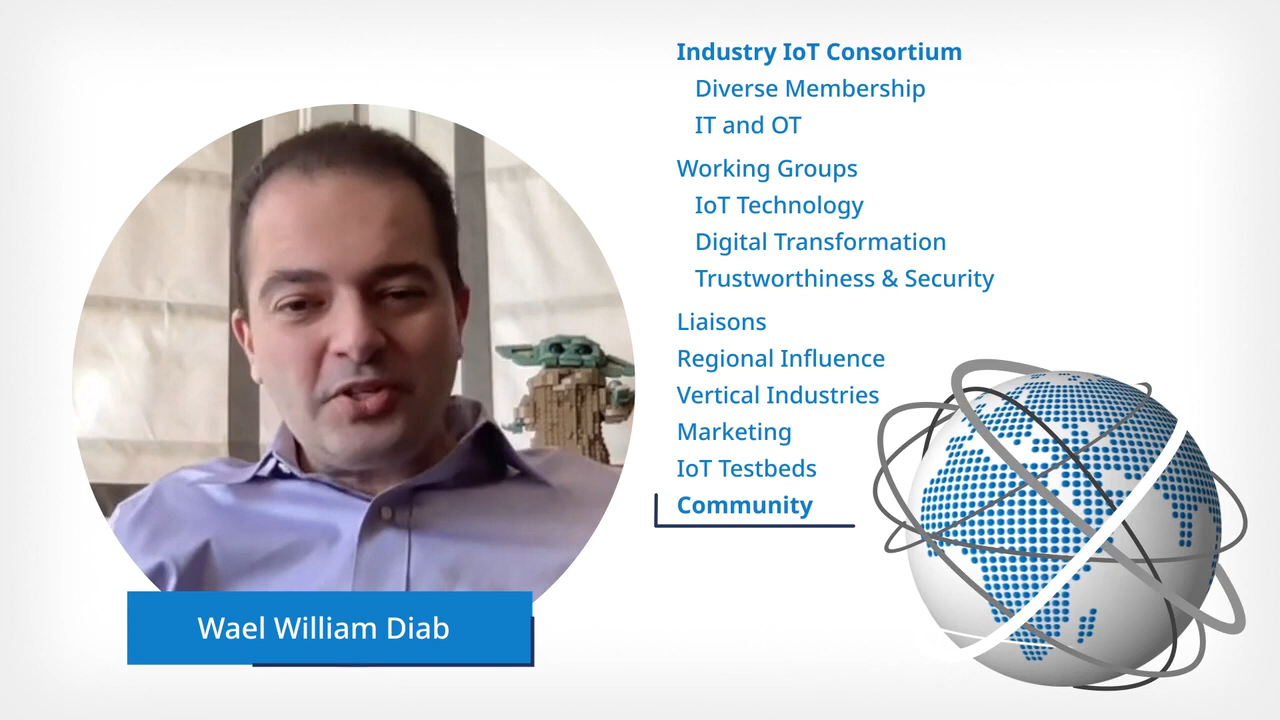 Industry IoT Consortium
Diverse Membership
IT and OT
Working Groups
IoT Technology
Digital Transformation
Trustworthiness & Security
Liaisons
Regional Influence
Vertical Industries
Marketing
IoT Testbeds
Community
Wael William Diab